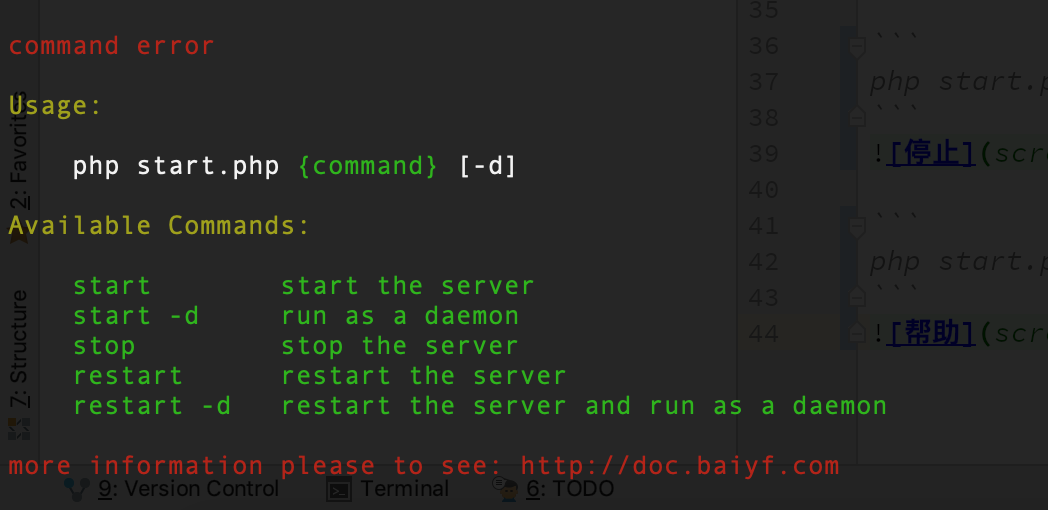 command error
Usage:
php start.php {command} [-d]
Available Commands:
start start the server
start -d run as a daemon
stop stop the server
restart restart the server
restart -d restart the server and run as a daemon
more information please to see: http://doc.baiyf.com
2: Favorites
7: Structure
9: Version Control Terminal 6: TODO
35
36 ```
37 php start.p
38 ```
39 ![停止](scre
40
41 ```
42 php start.p
43 ```
44 ![帮助](scre